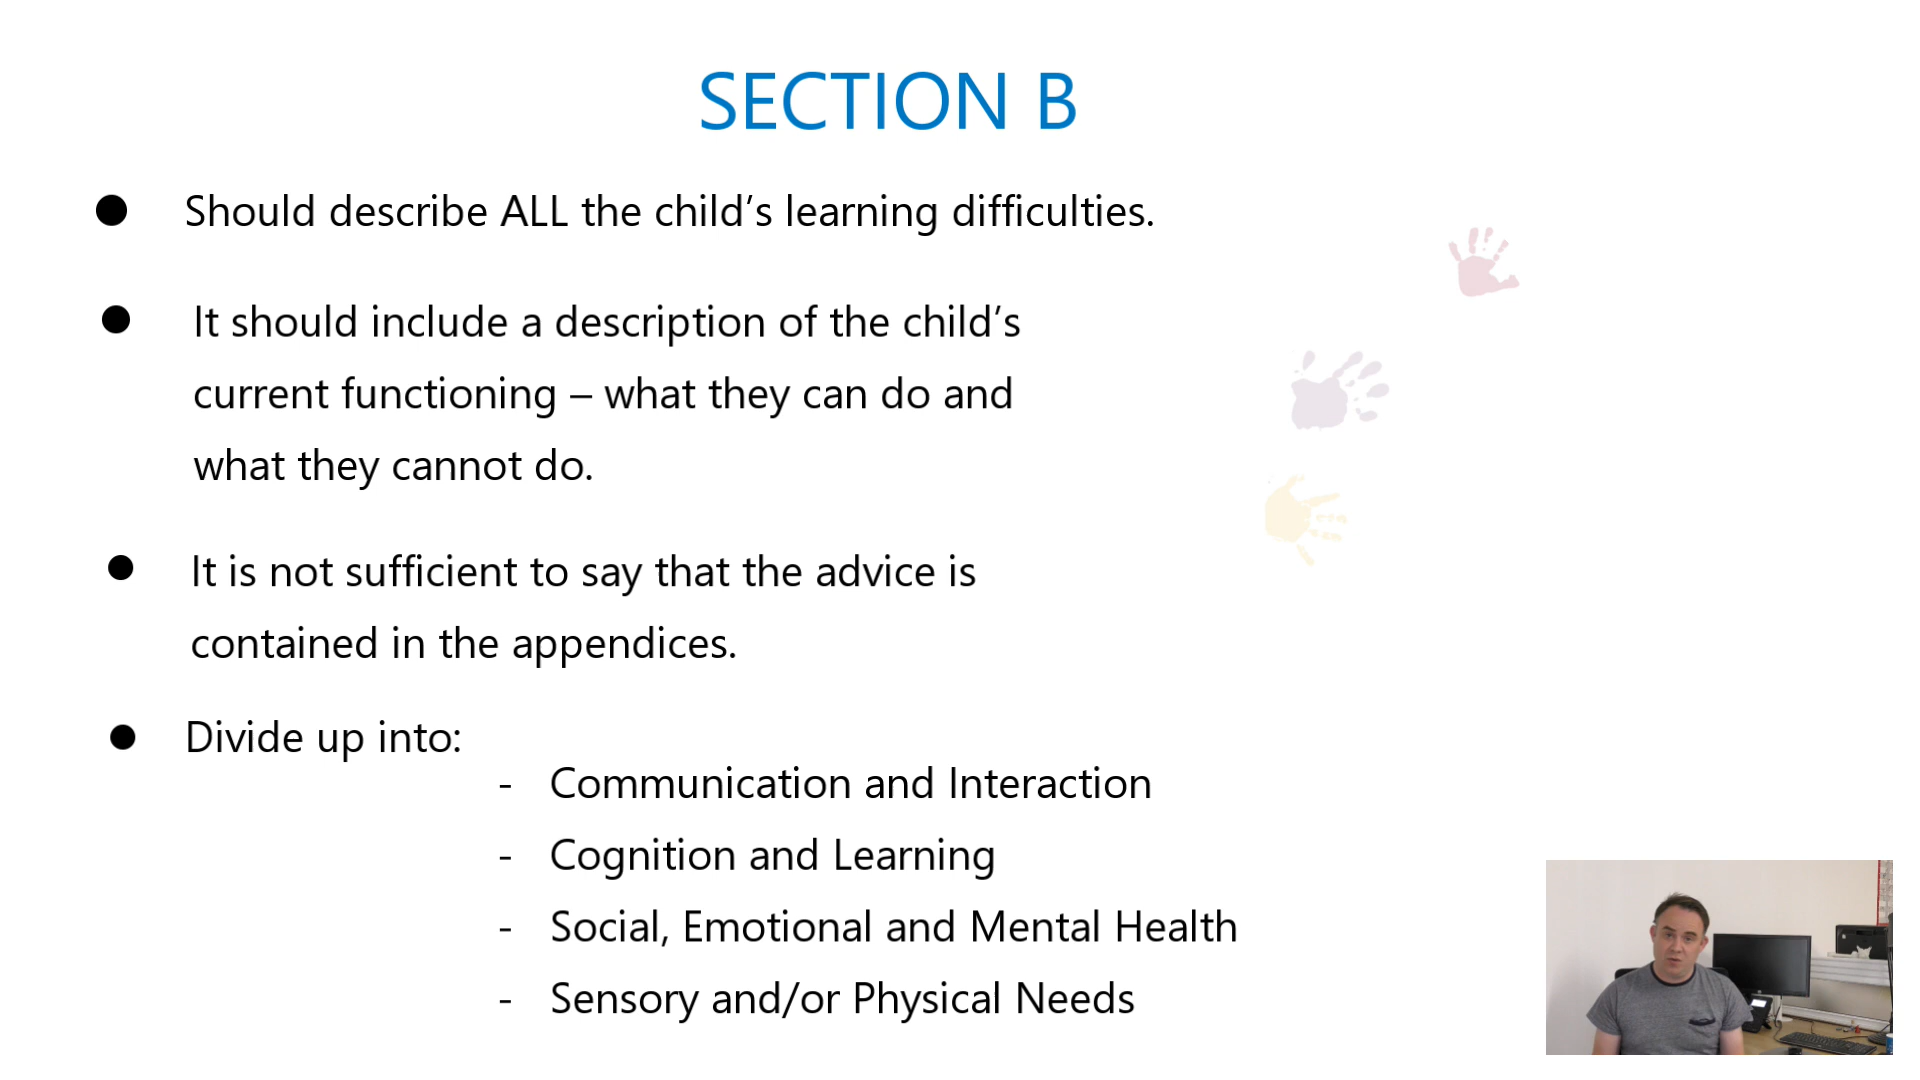 SECTION B
● Should describe ALL the child’s learning difficulties.
● It should include a description of the child’s
current functioning – what they can do and
what they cannot do.
● It is not sufficient to say that the advice is
contained in the appendices.
● Divide up into:
- Communication and Interaction
- Cognition and Learning
- Social, Emotional and Mental Health
- Sensory and/or Physical Needs